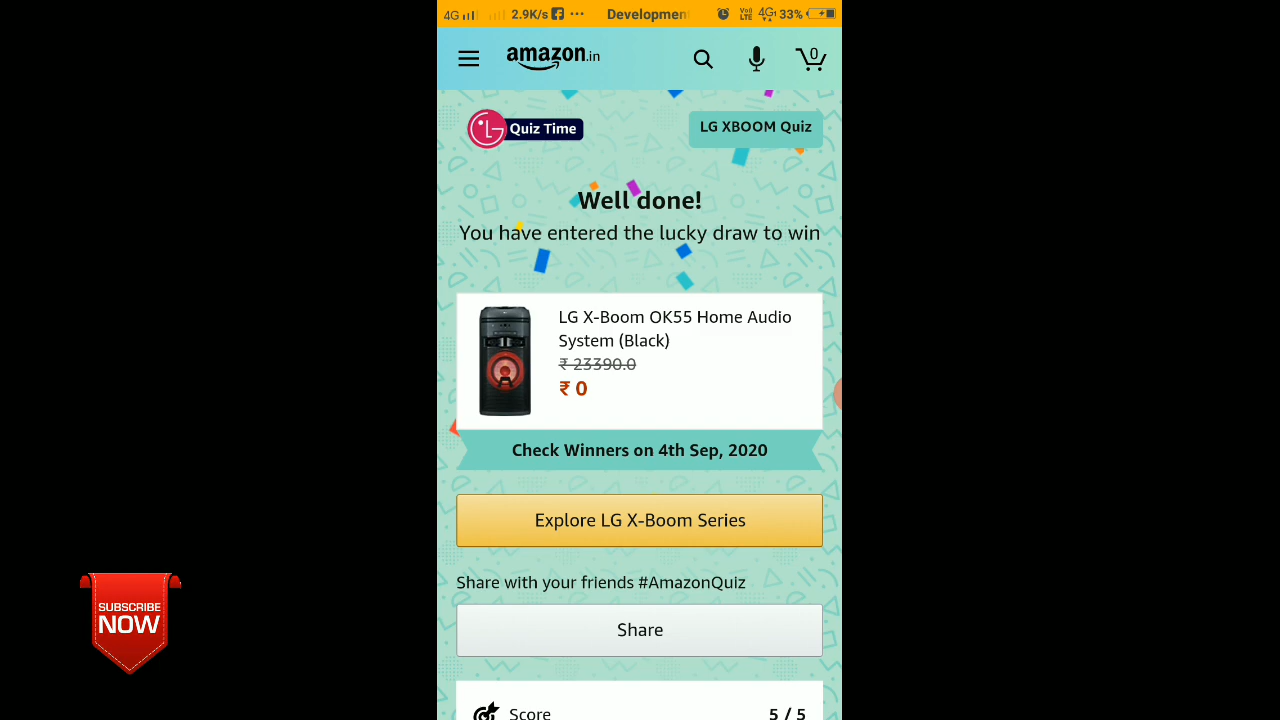 4G 2.9K/s ... Development 4G 33%
amazon.in 0
LG Quiz Time LG XBOOM Quiz
Well done!
You have entered the lucky draw to win
LG X-Boom OK55 Home Audio
System (Black)
₹ 23390.0
₹ 0
Check Winners on 4th Sep, 2020
Explore LG X-Boom Series
Share with your friends #AmazonQuiz
SUBSCRIBE
NOW
Share
Score 5 / 5